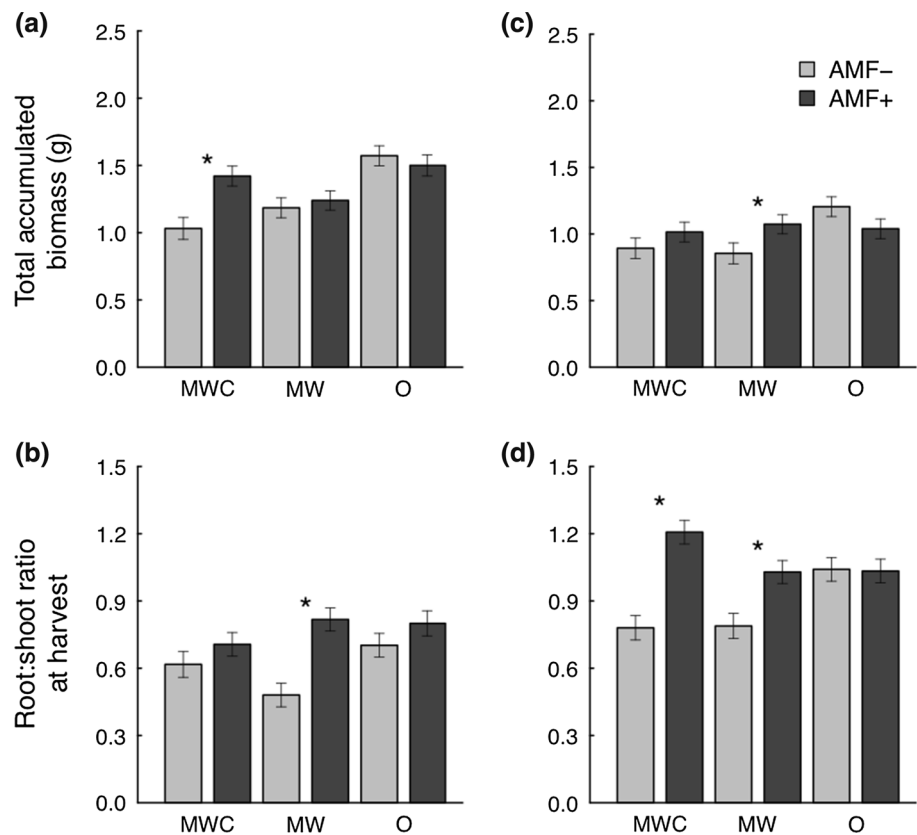 (a)
Total accumulated
biomass (g)
2.5
2.0
1.5
1.0
0.5
0.0
*
MWC MW O
(c)
2.5
2.0
1.5
1.0
0.5
0.0
AMF−
AMF+
*
MWC MW O
(b)
Root:shoot ratio
at harvest
1.5
1.2
0.9
0.6
0.3
0.0
*
MWC MW O
(d)
1.5
1.2
0.9
0.6
0.3
0.0
*
*
MWC MW O